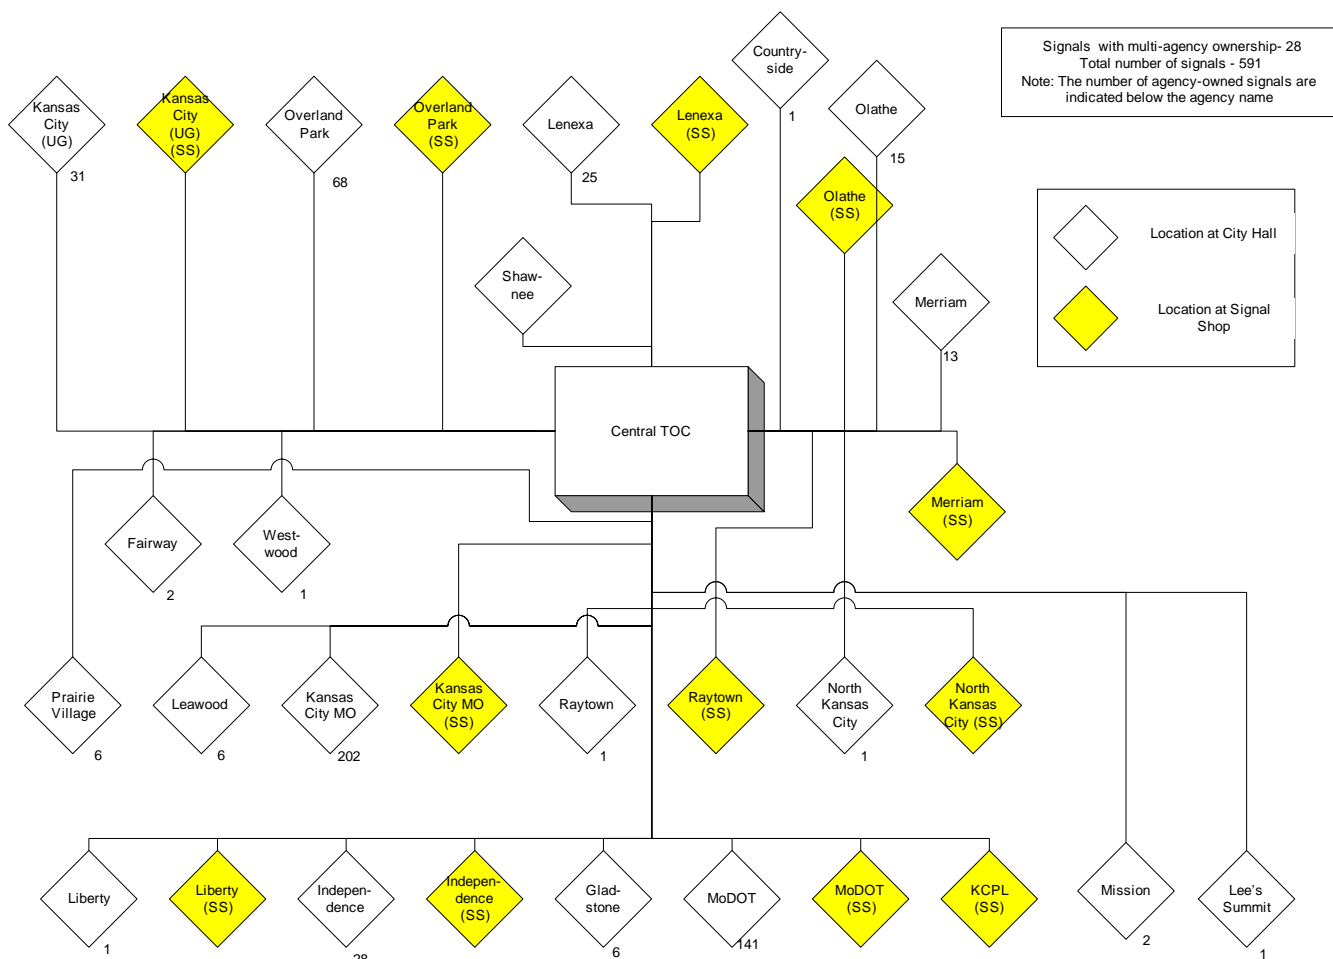 Signals  with multi-agency ownership- 28
Total number of signals - 591
Note: The number of agency-owned signals are
indicated below the agency name
Country-
side
1
Kansas
City
(UG)
31
Kansas
City
(UG)
(SS)
Overland
Park
68
Overland
Park
(SS)
Lenexa
25
Lenexa
(SS)
Olathe
15
Olathe
(SS)
Location at City Hall
Location at Signal
Shop
Shaw-
nee
Merriam
13
Central TOC
Merriam
(SS)
Fairway
2
West-
wood
1
Prairie
Village
6
Leawood
6
Kansas
City MO
202
Kansas
City MO
(SS)
Raytown
1
Raytown
(SS)
North
Kansas
City
1
North
Kansas
City (SS)
Liberty
1
Liberty
(SS)
Indepen-
dence
28
Indepen-
dence
(SS)
Glad-
stone
6
MoDOT
141
MoDOT
(SS)
KCPL
(SS)
Mission
2
Lee's
Summit
1